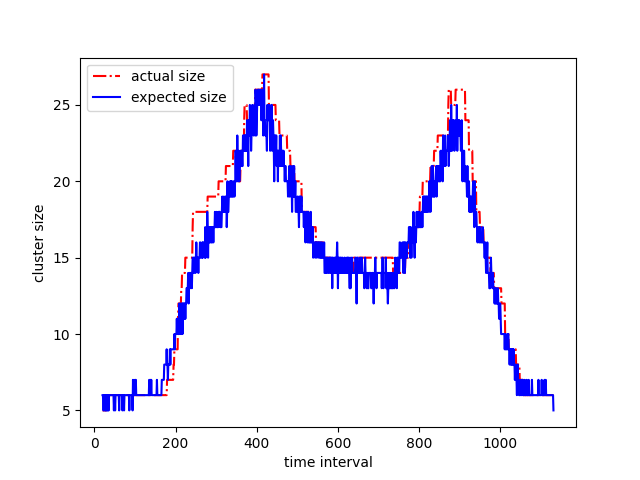 actual size
expected size
25
20
15
10
5
cluster size
0 200 400 600 800 1000
time interval